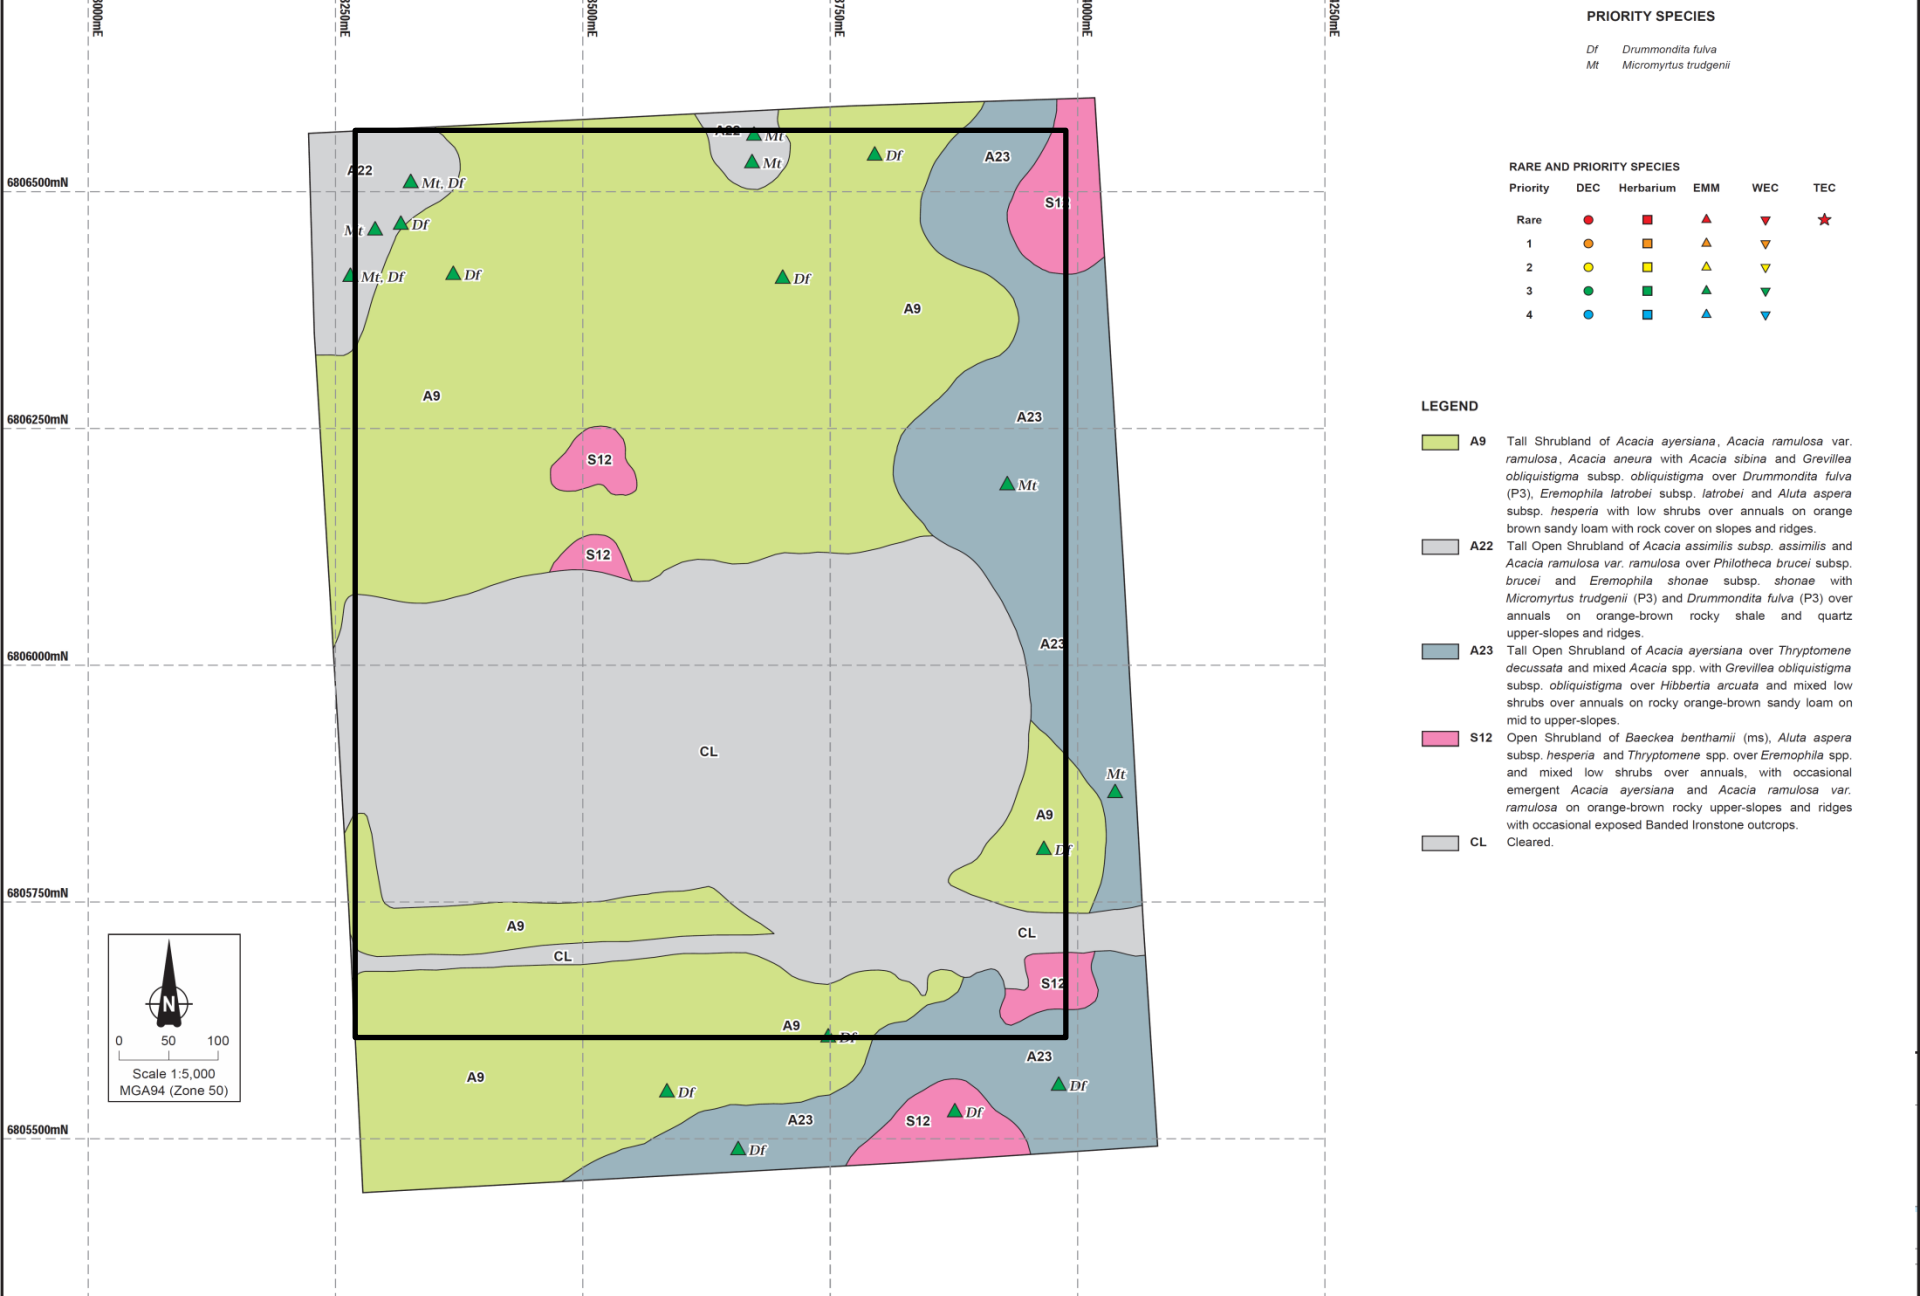 000mE
250mE
500mE
750mE
000mE
250mE
PRIORITY SPECIES
Df Drummondita fulva
Mt Micromyrtus trudgenii
A22
Mt
Mt
Df
A23
A22
Mt, Df
6806500mN
S12
Mt
Df
Mt, Df
Df
Df
A9
A9
6806250mN
A23
S12
Mt
S12
A23
6806000mN
CL
Mt
A9
Df
6805750mN
A9
CL
CL
S12
A9
Df
A23
A9
Df
Df
A23
S12
Df
6805500mN
Df
N
0 50 100
Scale 1:5,000
MGA94 (Zone 50)
RARE AND PRIORITY SPECIES
Priority DEC Herbarium EMM WEC TEC
Rare
1
2
3
4
LEGEND
A9 Tall Shrubland of Acacia ayersiana, Acacia ramulosa var.
ramulosa, Acacia aneura with Acacia sibina and Grevillea
obliquistigma subsp. obliquistigma over Drummondita fulva
(P3), Eremophila latrobei subsp. latrobei and Aluta aspera
subsp. hesperia with low shrubs over annuals on orange
brown sandy loam with rock cover on slopes and ridges.
A22 Tall Open Shrubland of Acacia assimilis subsp. assimilis and
Acacia ramulosa var. ramulosa over Philotheca brucei subsp.
brucei and Eremophila shonae subsp. shonae with
Micromyrtus trudgenii (P3) and Drummondita fulva (P3) over
annuals on orange-brown rocky shale and quartz
upper-slopes and ridges.
A23 Tall Open Shrubland of Acacia ayersiana over Thryptomene
decussata and mixed Acacia spp. with Grevillea obliquistigma
subsp. obliquistigma over Hibbertia arcuata and mixed low
shrubs over annuals on rocky orange-brown sandy loam on
mid to upper-slopes.
S12 Open Shrubland of Baeckea benthamii (ms), Aluta aspera
subsp. hesperia and Thryptomene spp. over Eremophila spp.
and mixed low shrubs over annuals, with occasional
emergent Acacia ayersiana and Acacia ramulosa var.
ramulosa on orange-brown rocky upper-slopes and ridges
with occasional exposed Banded Ironstone outcrops.
CL Cleared.